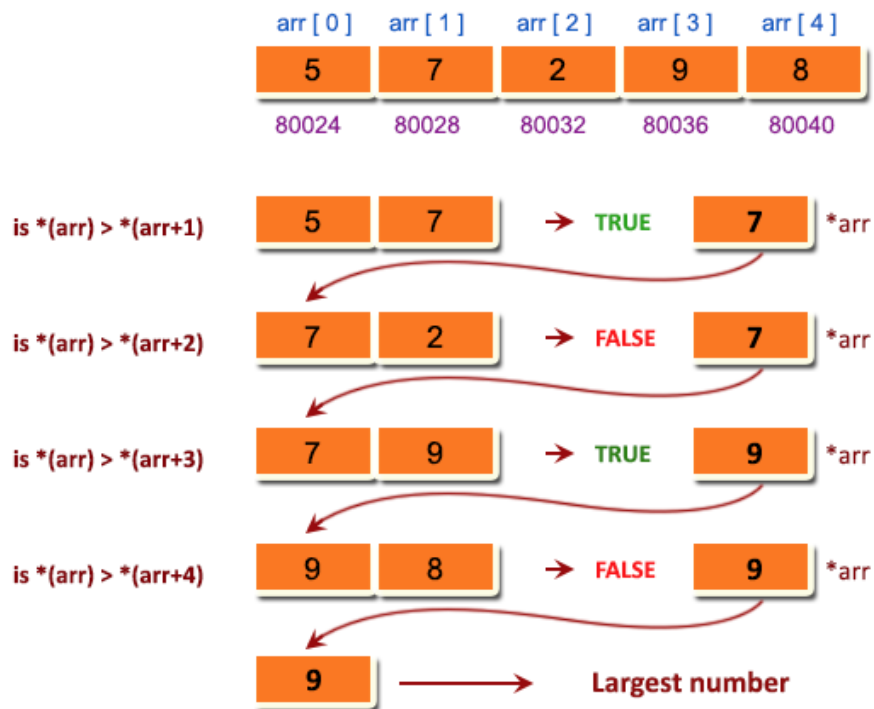 arr [ 0 ] arr [ 1 ] arr [ 2 ] arr [ 3 ] arr [ 4 ]
5 7 2 9 8
80024 80028 80032 80036 80040
is *(arr) > *(arr+1) 5 7 TRUE 7 *arr
is *(arr) > *(arr+2) 7 2 FALSE 7 *arr
is *(arr) > *(arr+3) 7 9 TRUE 9 *arr
is *(arr) > *(arr+4) 9 8 FALSE 9 *arr
9 Largest number